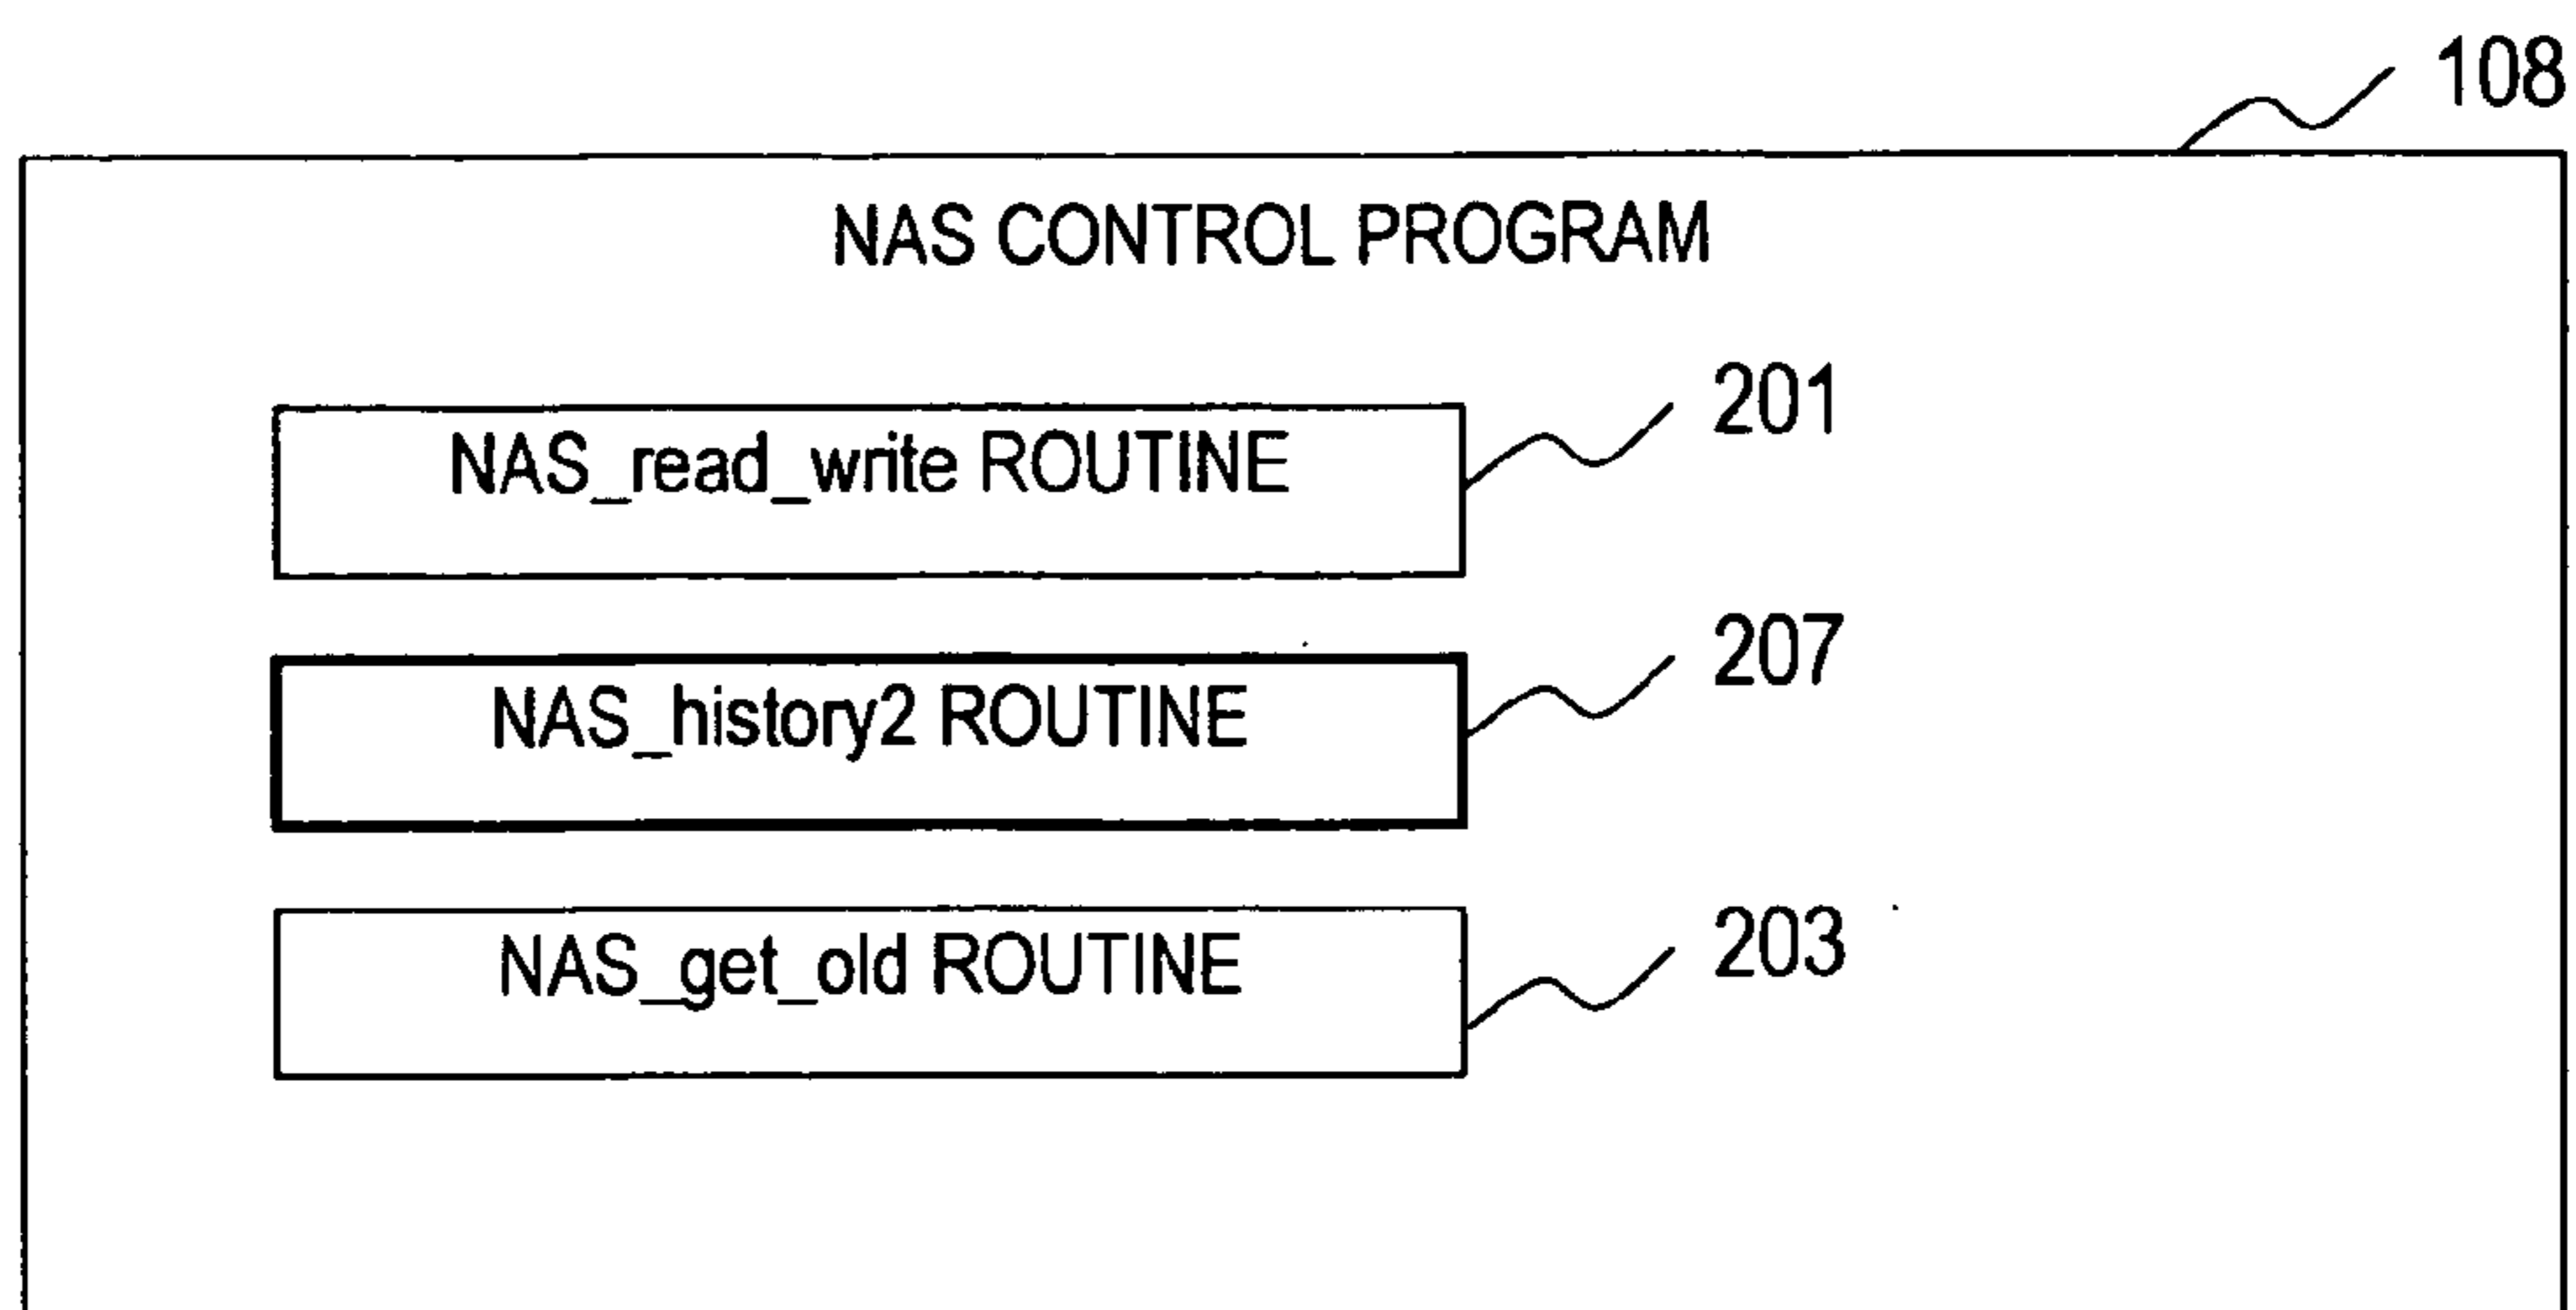 108
NAS CONTROL PROGRAM
201
NAS_read_write ROUTINE
207
NAS_history2 ROUTINE
203
NAS_get_old ROUTINE